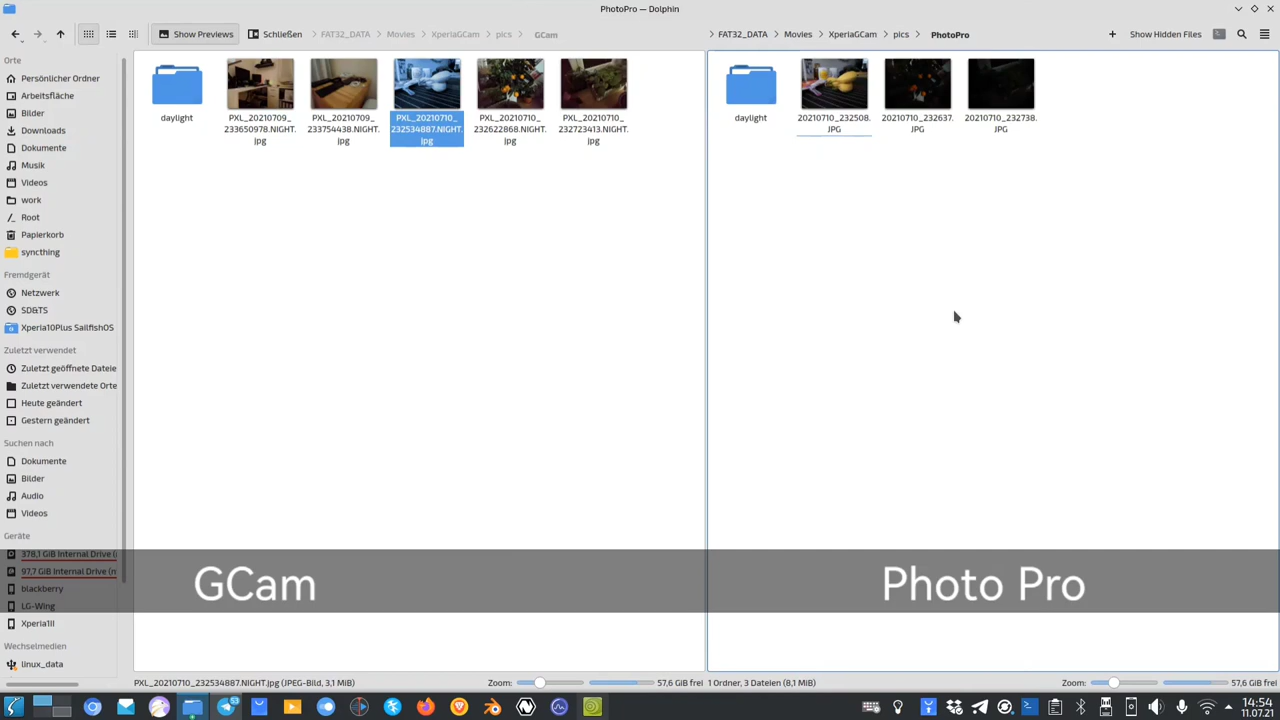 PhotoPro — Dolphin
Show Previews
Schließen
FAT32_DATA
Movies
XperiaGCam
pics
GCam
FAT32_DATA
Movies
XperiaGCam
pics
PhotoPro
Show Hidden Files
Orte
Persönlicher Ordner
Arbeitsfläche
Bilder
Downloads
Dokumente
Musik
Videos
work
Root
Papierkorb
syncthing
Fremdgerät
Netzwerk
SD&TS
Xperia10Plus SailfishOS
Zuletzt verwendet
Zuletzt geöffnete Dateie
Zuletzt verwendete Orte
Heute geändert
Gestern geändert
Suchen nach
Dokumente
Bilder
Audio
Videos
Geräte
378,1 GiB Internal Drive (
97,7 GiB Internal Drive (n
blackberry
LG-Wing
XperiaIII
Wechselmedien
linux_data
daylight
PXL_20210709_
233650978.NIGHT.
jpg
PXL_20210709_
233754438.NIGHT.
jpg
PXL_20210710_
232534887.NIGHT.
jpg
PXL_20210710_
232622868.NIGHT.
jpg
PXL_20210710_
232723413.NIGHT.
jpg
daylight
20210710_232508.
JPG
20210710_232637.
JPG
20210710_232738.
JPG
GCam
Photo Pro
PXL_20210710_232534887.NIGHT.jpg (JPEG-Bild, 3,1 MiB)
Zoom:
57,6 GiB frei
1 Ordner, 3 Dateien (8,1 MiB)
Zoom:
57,6 GiB frei
53
14:54
11.07.21